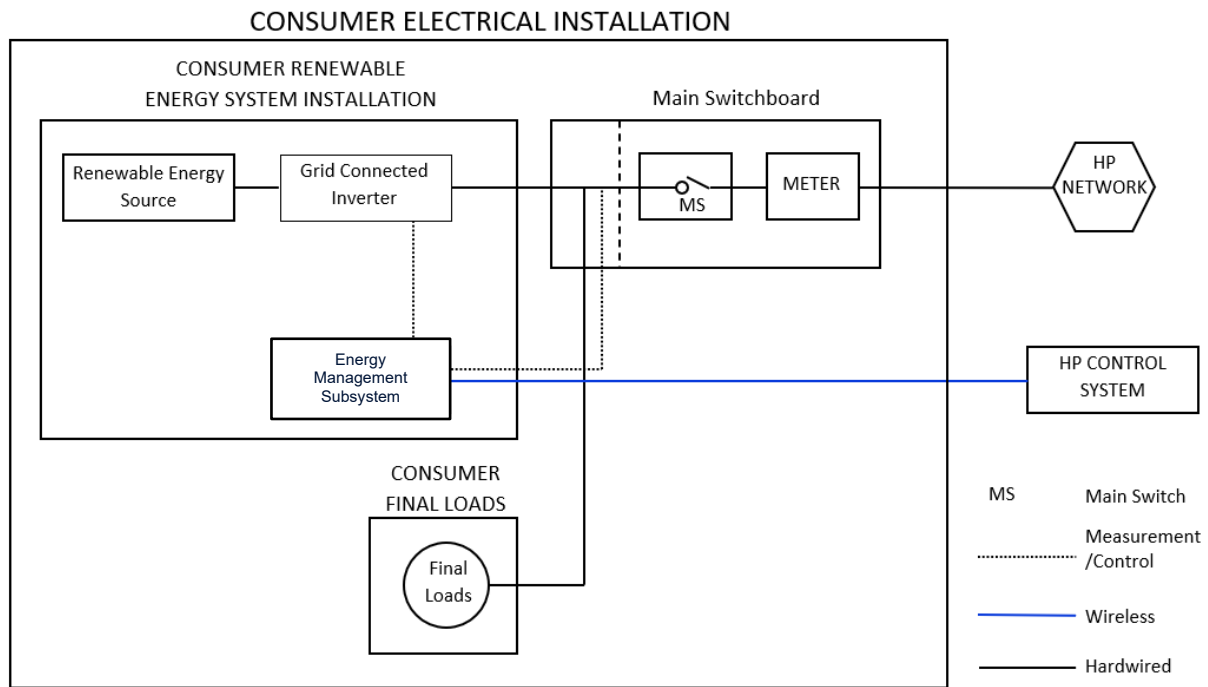 CONSUMER ELECTRICAL INSTALLATION
CONSUMER RENEWABLE
ENERGY SYSTEM INSTALLATION
Main Switchboard
Renewable Energy
Source
Grid Connected
Inverter
MS
METER
HP
NETWORK
Energy
Management
Subsystem
HP CONTROL
SYSTEM
CONSUMER
FINAL LOADS
Final
Loads
MS
Main Switch
Measurement
/Control
Wireless
Hardwired